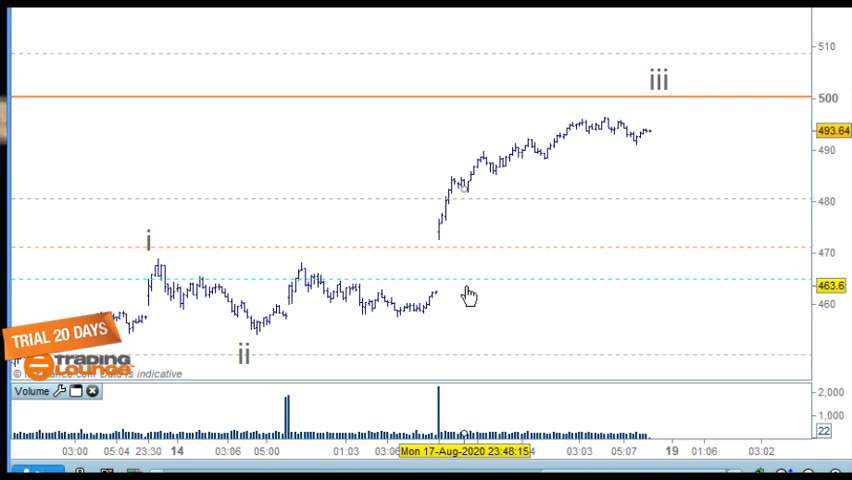 510
iii
500
493.64
490
480
i
470
463.6
460
TRIAL 20 DAYS
ii
TRADING
LOUNGE
Data is indicative
Volume
2,000
1,000
22
03:00 05:04 23:30 14 03:06 05:00 01:03 03:06 Mon 17-Aug-2020 23:48:15 4 03:03 05:07 19 01:06 03:02